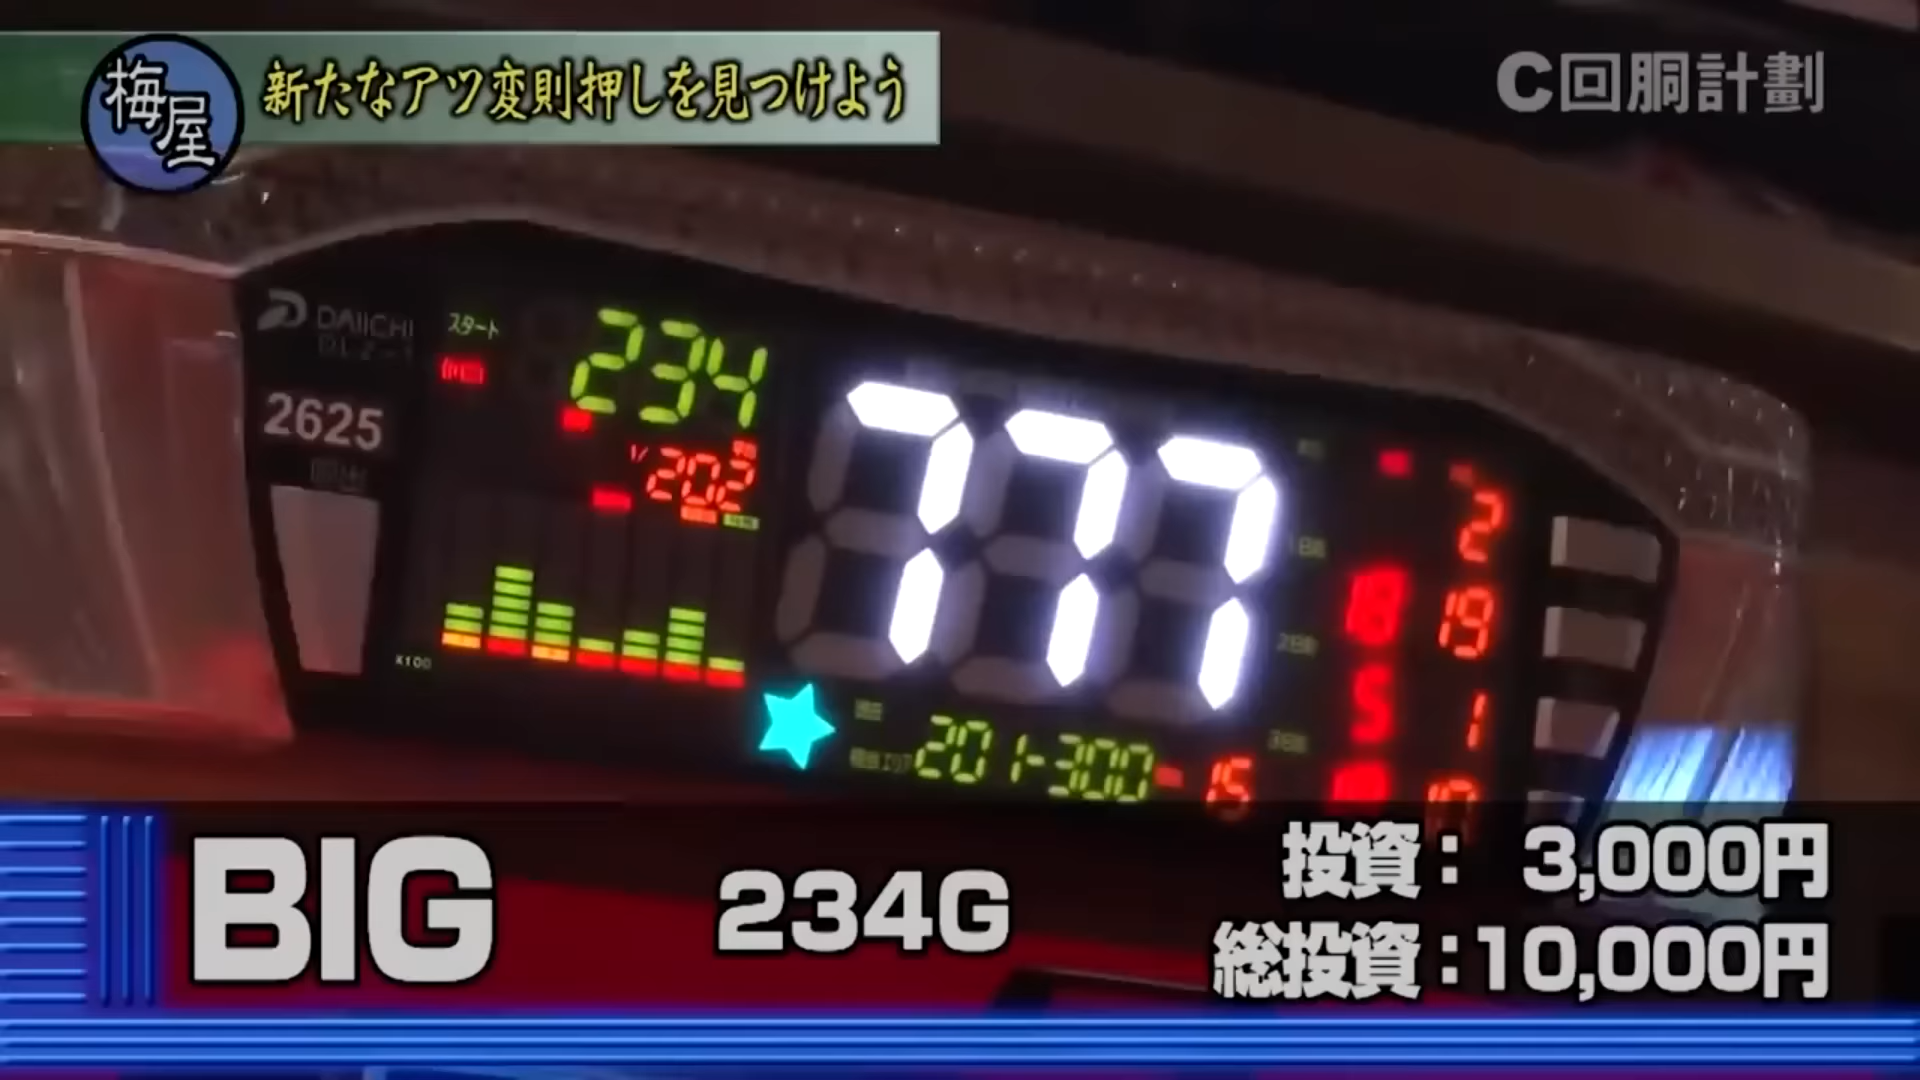 梅屋
新たなアツ変則押しを見つけよう
C回胴計劃
DAIICHI
スタート
234
2625
1/202
777
2
19
5
1
X100
201-300
15
BIG
234G
投資: 3,000円
総投資:10,000円